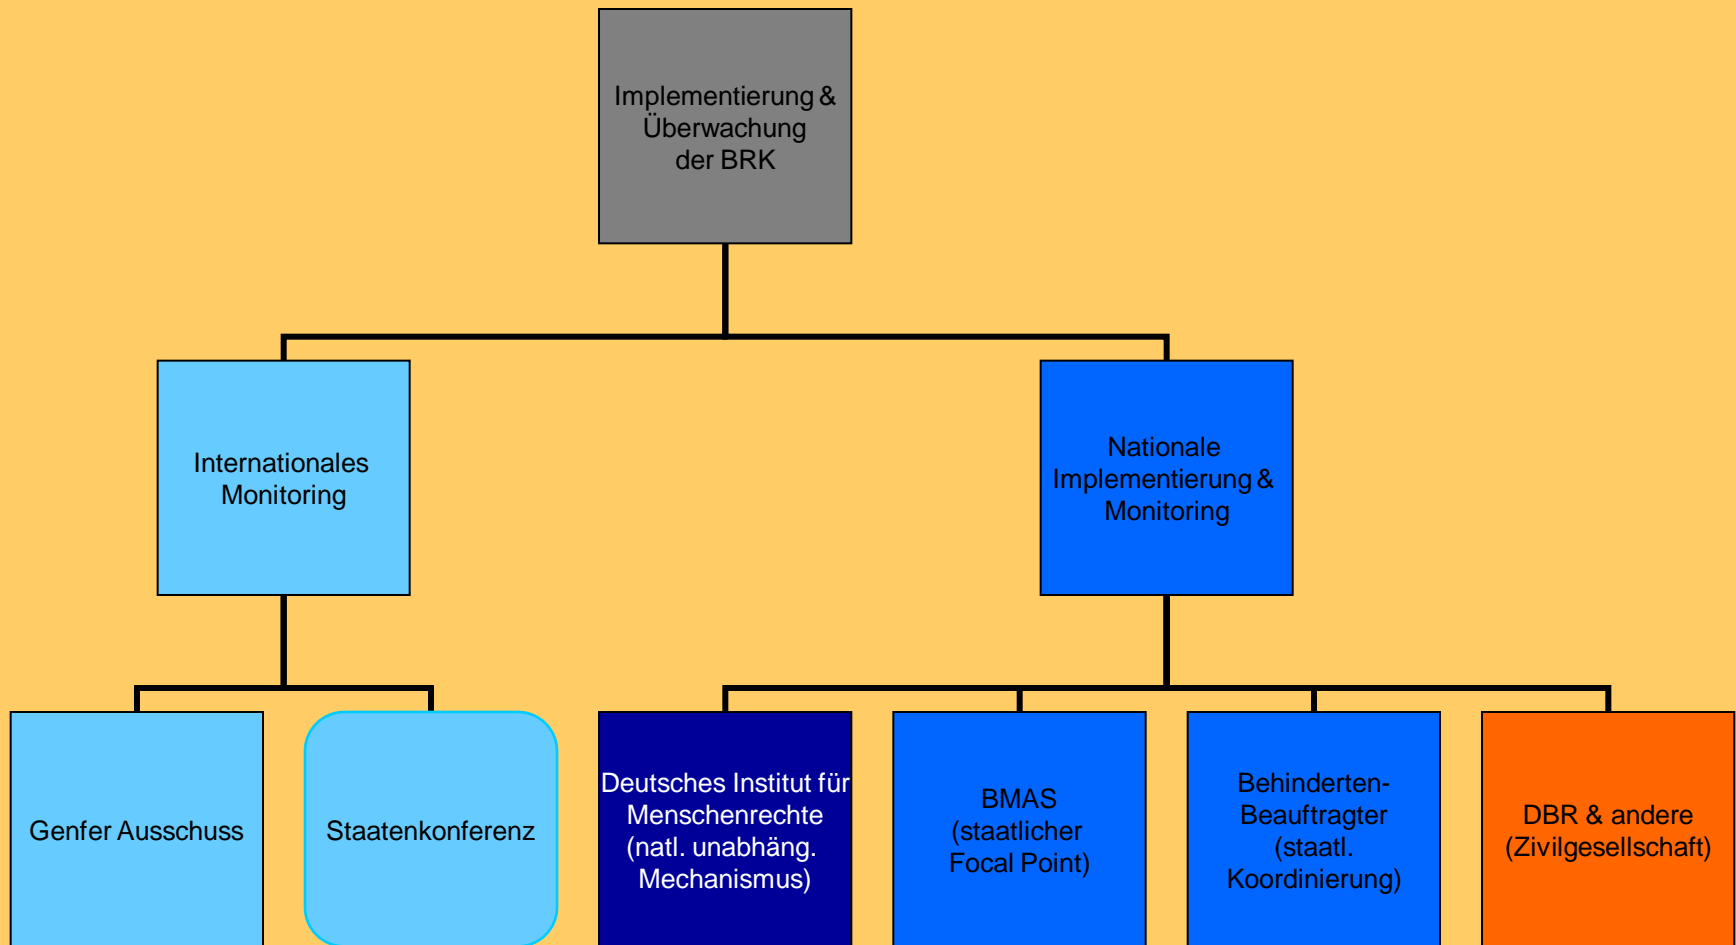 Implementierung &
Überwachung
der BRK
Internationales
Monitoring
Nationale
Implementierung &
Monitoring
Genfer Ausschuss
Staatenkonferenz
Deutsches Institut für
Menschenrechte
(natl. unabhäng.
Mechanismus)
BMAS
(staatlicher
Focal Point)
Behinderten-
Beauftragter
(staatl.
Koordinierung)
DBR & andere
(Zivilgesellschaft)